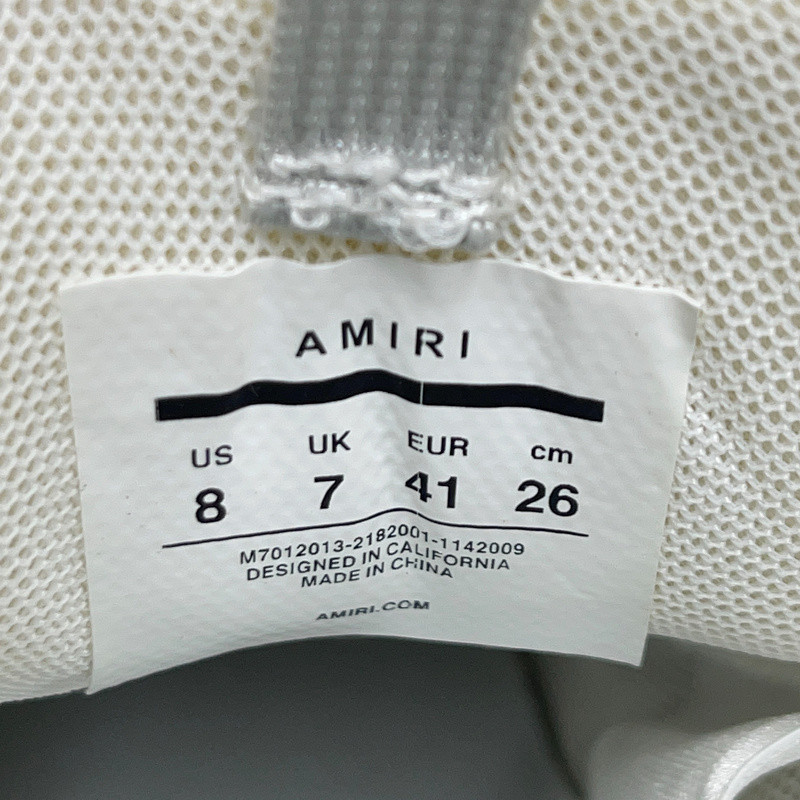 AMIRI
US UK EUR cm
8 7 41 26
M7012013-2182001-1142009
DESIGNED IN CALIFORNIA
MADE IN CHINA
AMIRI.COM